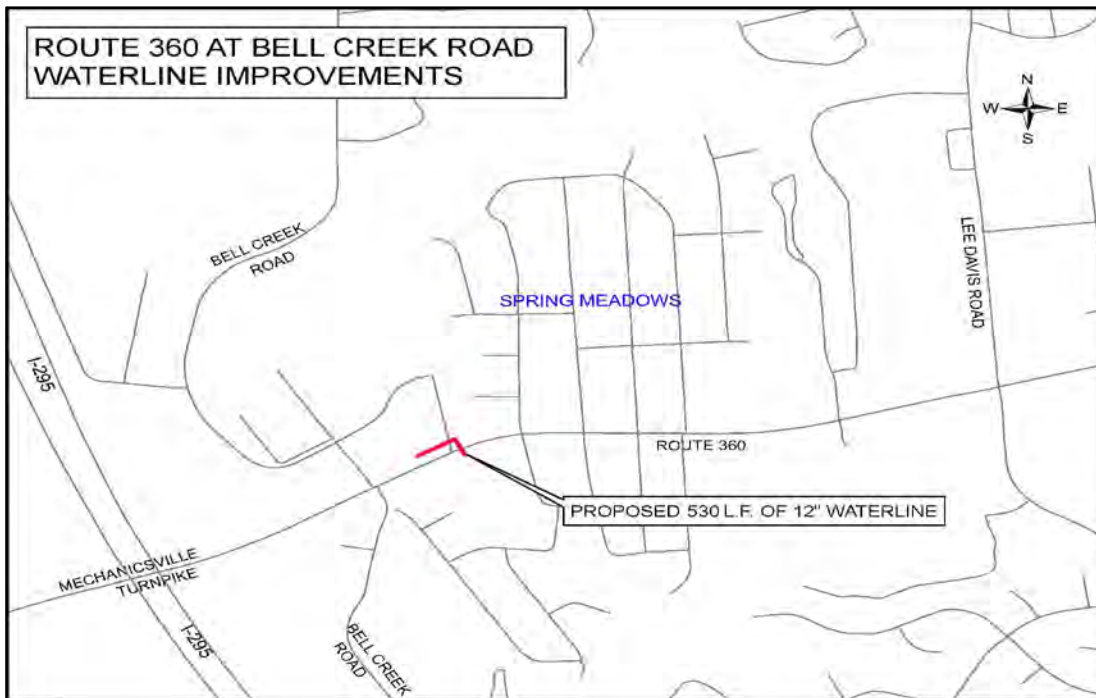 ROUTE 360 AT BELL CREEK ROAD
WATERLINE IMPROVEMENTS
N
W E
S
BELL CREEK
ROAD
LEE DAVIS ROAD
SPRING MEADOWS
I-295
ROUTE 360
PROPOSED 530 L.F. OF 12" WATERLINE
MECHANICSVILLE
TURNPIKE
I-295
BELL CREEK
ROAD